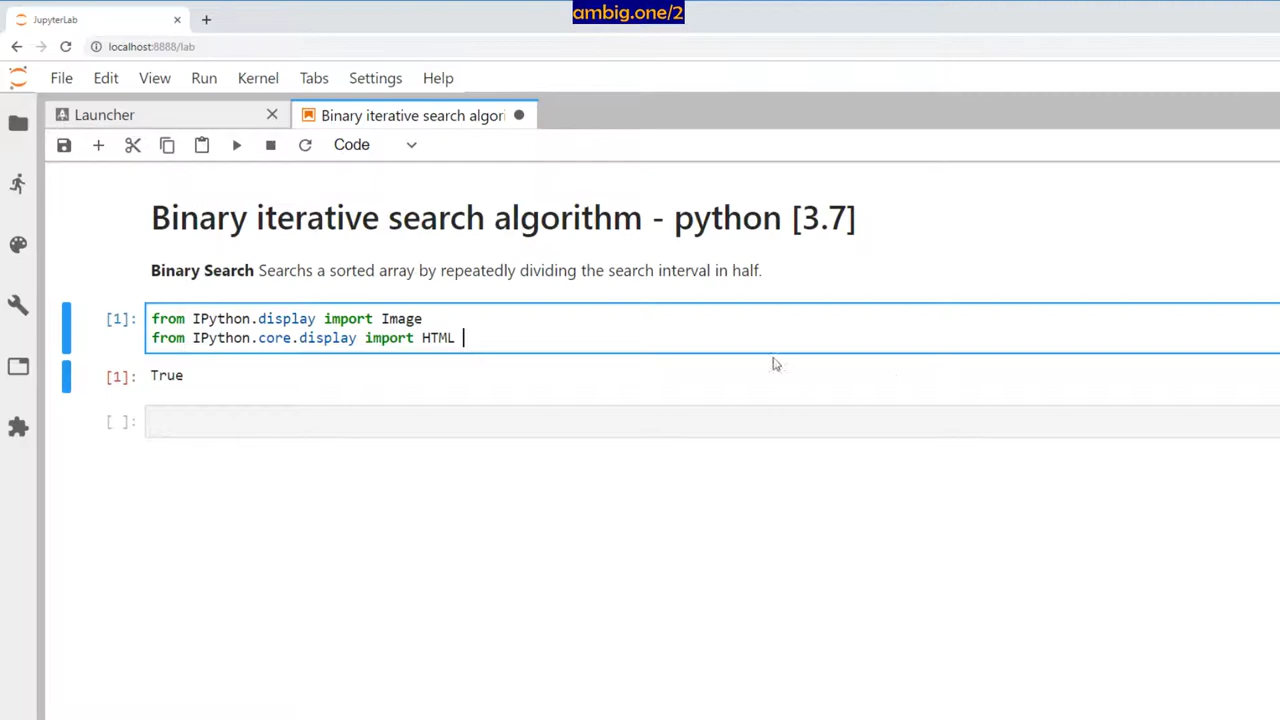 ambig.one/2
JupyterLab
localhost:8888/lab
File Edit View Run Kernel Tabs Settings Help
Launcher
Binary iterative search algor
Code
Binary iterative search algorithm - python [3.7]
Binary Search Searchs a sorted array by repeatedly dividing the search interval in half.
[1]: from IPython.display import Image
from IPython.core.display import HTML
[1]: True
[ ]: